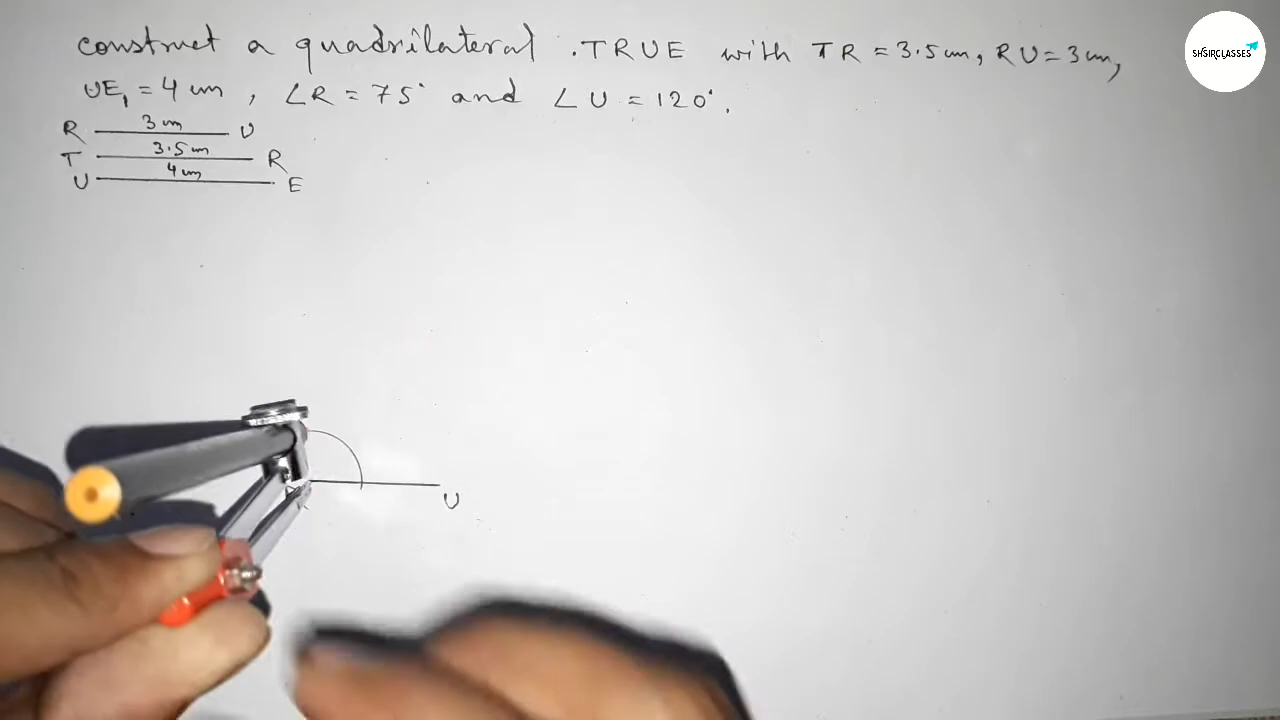 construct a quadrilateral .TRUE with TR = 3.5 cm, RU = 3 cm,
UE, = 4 cm , ∠R = 75° and ∠U = 120°.
R 3 cm U
T 3.5 cm R
U 4 cm E
U
SHSIRCLASSES